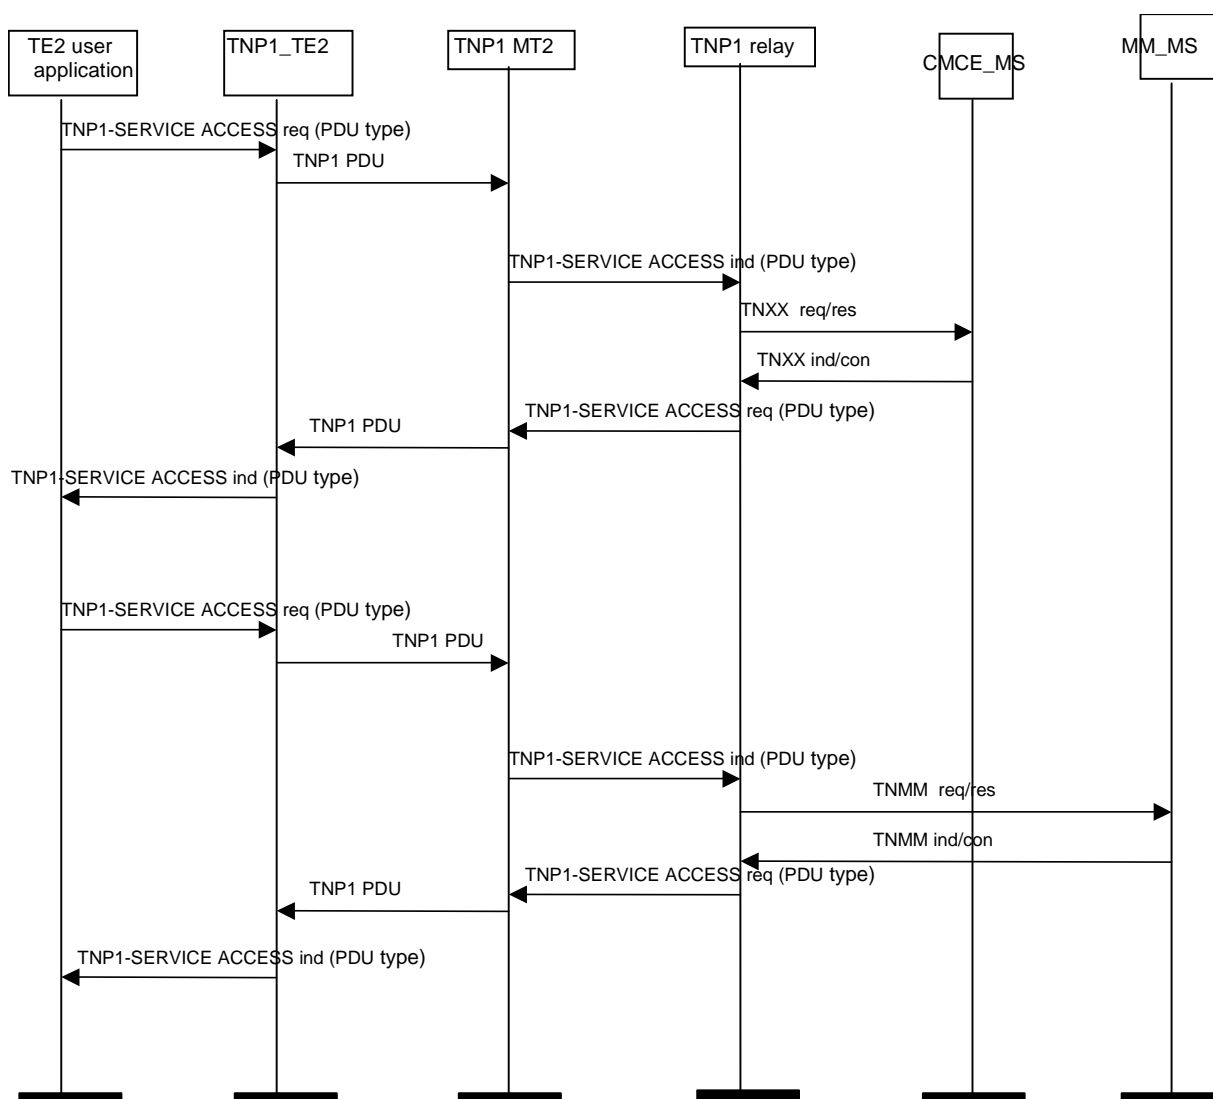 TE2 user
application
TNP1_TE2
TNP1 MT2
TNP1 relay
CMCE_MS
MM_MS
TNP1-SERVICE ACCESS req (PDU type)
TNP1 PDU
TNP1-SERVICE ACCESS ind (PDU type)
TNXX req/res
TNXX ind/con
TNP1-SERVICE ACCESS req (PDU type)
TNP1 PDU
TNP1-SERVICE ACCESS ind (PDU type)
TNP1-SERVICE ACCESS req (PDU type)
TNP1 PDU
TNP1-SERVICE ACCESS ind (PDU type)
TNMM req/res
TNMM ind/con
TNP1-SERVICE ACCESS req (PDU type)
TNP1 PDU
TNP1-SERVICE ACCESS ind (PDU type)